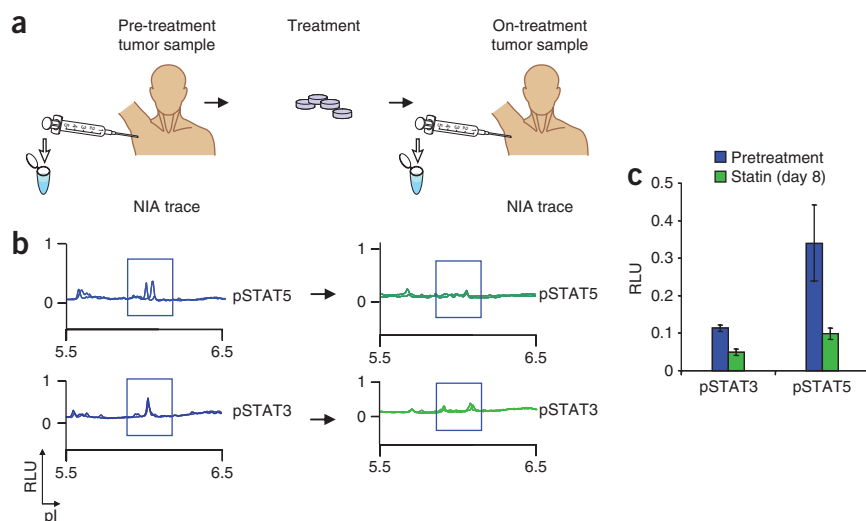 a
Pre-treatment
tumor sample
Treatment
On-treatment
tumor sample
NIA trace
NIA trace
b
1
0
pSTAT5
5.5
6.5
1
0
pSTAT5
5.5
6.5
1
0
pSTAT3
5.5
6.5
1
0
pSTAT3
5.5
6.5
RLU
pI
c
Pretreatment
Statin (day 8)
0.5
0.4
0.3
0.2
0.1
0
RLU
pSTAT3
pSTAT5